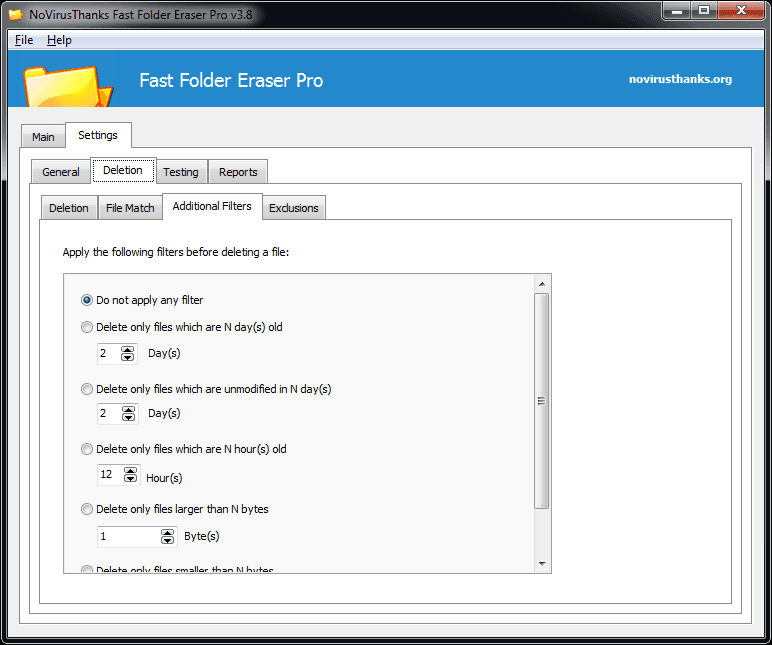 NoVirusThanks Fast Folder Eraser Pro v3.8
File Help
Fast Folder Eraser Pro novirusthanks.org
Main Settings
General Deletion Testing Reports
Deletion File Match Additional Filters Exclusions
Apply the following filters before deleting a file:
Do not apply any filter
Delete only files which are N day(s) old
2 Day(s)
Delete only files which are unmodified in N day(s)
2 Day(s)
Delete only files which are N hour(s) old
12 Hour(s)
Delete only files larger than N bytes
1 Byte(s)
Delete only files smaller than N bytes